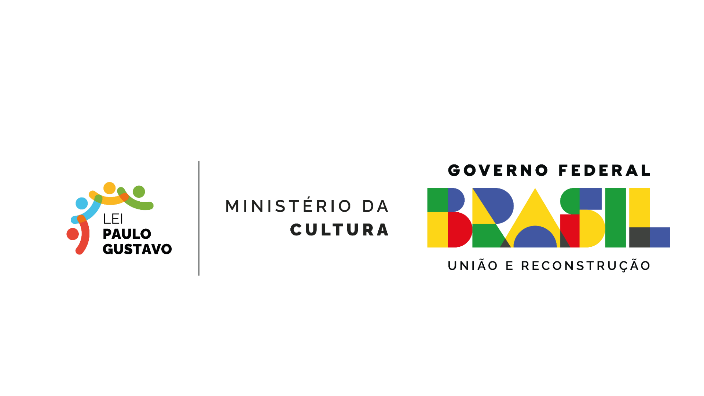 LEI
PAULO
GUSTAVO
MINISTÉRIO DA
CULTURA
GOVERNO FEDERAL
BRASIL
UNIÃO E RECONSTRUÇÃO